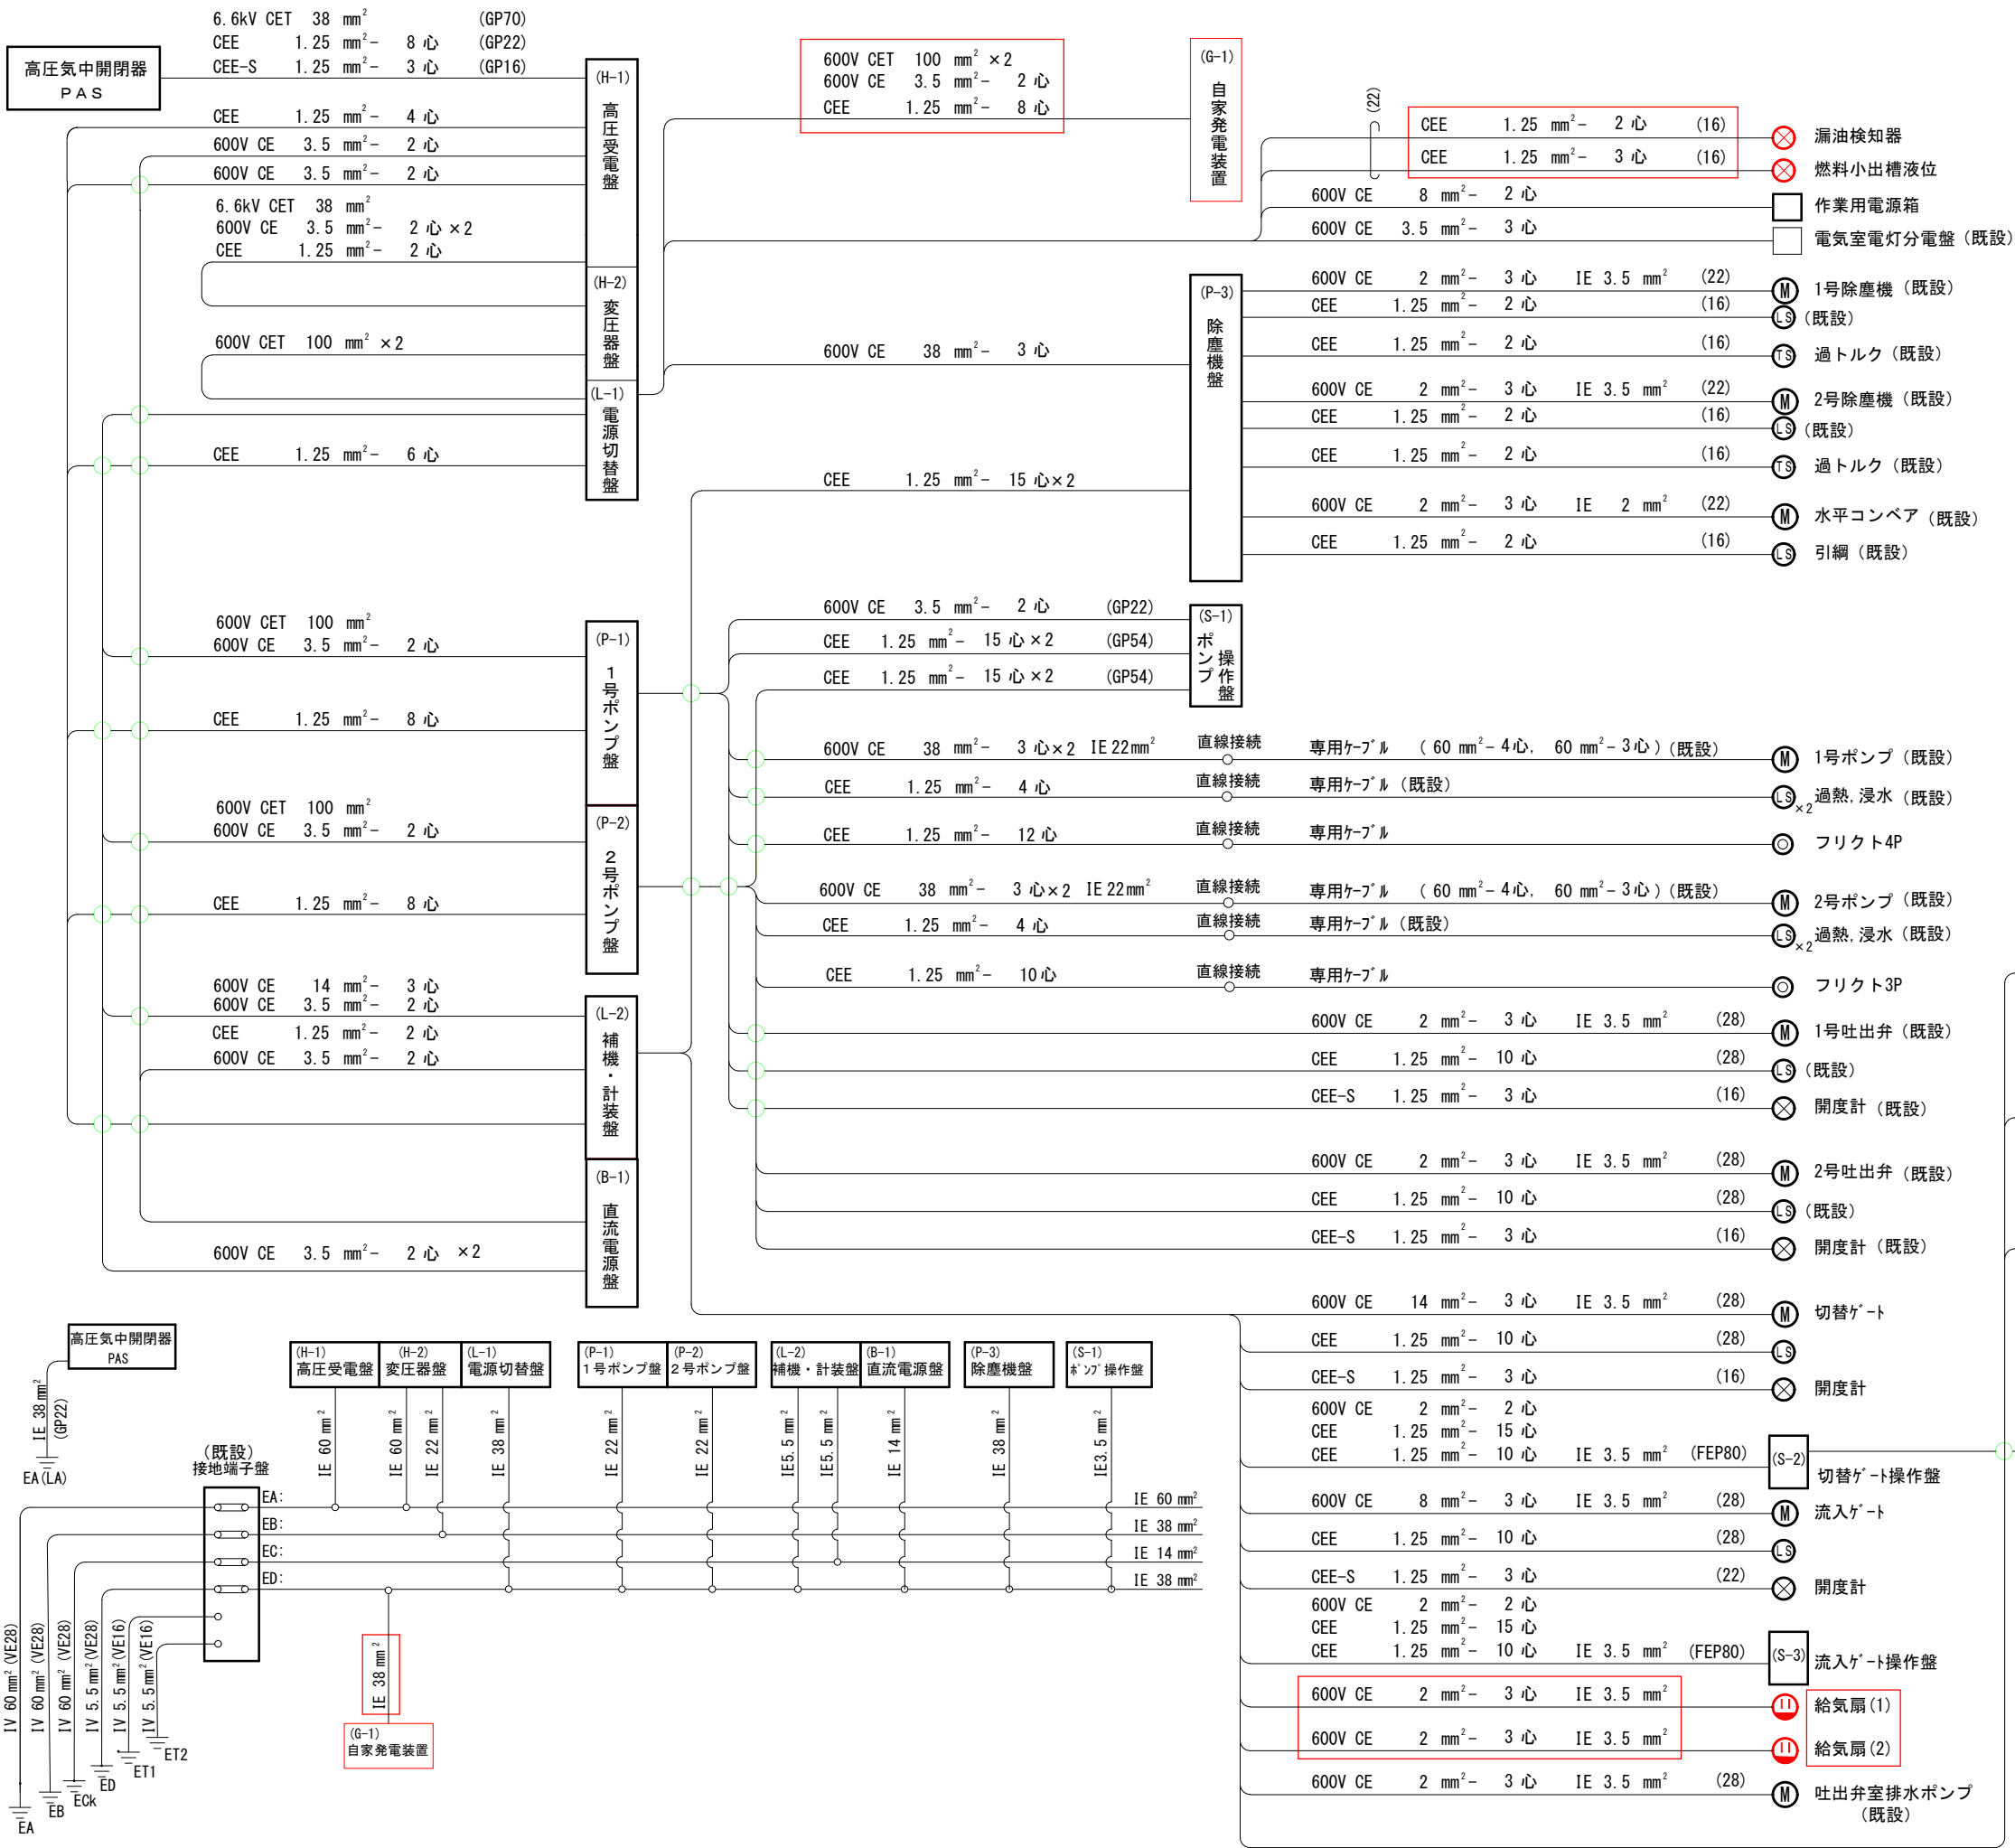 6.6kV CET 38 mm² (GP70)
CEE 1.25 mm²- 8 心 (GP22)
CEE-S 1.25 mm²- 3 心 (GP16)
高圧気中開閉器
PAS
CEE 1.25 mm²- 4 心
600V CE 3.5 mm²- 2 心
600V CE 3.5 mm²- 2 心
6.6kV CET 38 mm²
600V CE 3.5 mm²- 2 心 ×2
CEE 1.25 mm²- 2 心
600V CET 100 mm² ×2
CEE 1.25 mm²- 6 心
(H-1)
高圧受電盤
(H-2)
変圧器盤
(L-1)
電源切替盤
600V CET 100 mm²
600V CE 3.5 mm²- 2 心
CEE 1.25 mm²- 8 心
(P-1)
1号ポンプ盤
600V CET 100 mm²
600V CE 3.5 mm²- 2 心
CEE 1.25 mm²- 8 心
(P-2)
2号ポンプ盤
600V CE 14 mm²- 3 心
600V CE 3.5 mm²- 2 心
CEE 1.25 mm²- 2 心
600V CE 3.5 mm²- 2 心
(L-2)
補機・計装盤
(B-1)
直流電源盤
600V CE 3.5 mm²- 2 心 ×2
600V CET 100 mm² ×2
600V CE 3.5 mm²- 2 心
CEE 1.25 mm²- 8 心
(G-1)
自家発電装置
(22)
CEE 1.25 mm²- 2 心 (16)
漏油検知器
CEE 1.25 mm²- 3 心 (16)
燃料小出槽液位
600V CE 8 mm²- 2 心
作業用電源箱
600V CE 3.5 mm²- 3 心
電気室電灯分電盤(既設)
600V CE 38 mm²- 3 心
CEE 1.25 mm²- 15 心×2
(P-3)
除塵機盤
600V CE 2 mm²- 3 心 IE 3.5 mm² (22)
M 1号除塵機(既設)
CEE 1.25 mm²- 2 心 (16)
LS (既設)
CEE 1.25 mm²- 2 心 (16)
TS 過トルク(既設)
600V CE 2 mm²- 3 心 IE 3.5 mm² (22)
M 2号除塵機(既設)
CEE 1.25 mm²- 2 心 (16)
LS (既設)
CEE 1.25 mm²- 2 心 (16)
TS 過トルク(既設)
600V CE 2 mm²- 3 心 IE 2 mm² (22)
M 水平コンベア(既設)
CEE 1.25 mm²- 2 心 (16)
LS 引綱(既設)
600V CE 3.5 mm²- 2 心 (GP22)
CEE 1.25 mm²- 15 心×2 (GP54)
CEE 1.25 mm²- 15 心×2 (GP54)
(S-1)
ポンプ
操作盤
600V CE 38 mm²- 3 心×2 IE 22mm² 直線接続 専用ケーブル ( 60 mm²-4心, 60 mm²-3心)(既設)
M 1号ポンプ(既設)
CEE 1.25 mm²- 4 心 直線接続 専用ケーブル(既設)
LS ×2 過熱,浸水(既設)
CEE 1.25 mm²- 12 心 直線接続 専用ケーブル
フリクト4P
600V CE 38 mm²- 3 心×2 IE 22mm² 直線接続 専用ケーブル ( 60 mm²-4心, 60 mm²-3心)(既設)
M 2号ポンプ(既設)
CEE 1.25 mm²- 4 心 直線接続 専用ケーブル(既設)
LS ×2 過熱,浸水(既設)
CEE 1.25 mm²- 10心 直線接続 専用ケーブル
フリクト3P
600V CE 2 mm²- 3 心 IE 3.5 mm² (28)
M 1号吐出弁(既設)
CEE 1.25 mm²- 10 心 (28)
LS (既設)
CEE-S 1.25 mm²- 3 心 (16)
開度計(既設)
600V CE 2 mm²- 3 心 IE 3.5 mm² (28)
M 2号吐出弁(既設)
CEE 1.25 mm²- 10 心 (28)
LS (既設)
CEE-S 1.25 mm²- 3 心 (16)
開度計(既設)
600V CE 14 mm²- 3 心 IE 3.5 mm² (28)
M 切替ゲート
CEE 1.25 mm²- 10 心 (28)
LS
CEE-S 1.25 mm²- 3 心 (16)
開度計
600V CE 2 mm²- 2 心
CEE 1.25 mm²- 15 心
CEE 1.25 mm²- 10 心 IE 3.5 mm² (FEP80)
(S-2)
切替ゲート操作盤
600V CE 8 mm²- 3 心 IE 3.5 mm² (28)
M 流入ゲート
CEE 1.25 mm²- 10 心 (28)
LS
CEE-S 1.25 mm²- 3 心 (22)
開度計
600V CE 2 mm²- 2 心
CEE 1.25 mm²- 15 心
CEE 1.25 mm²- 10 心 IE 3.5 mm² (FEP80)
(S-3)
流入ゲート操作盤
600V CE 2 mm²- 3 心 IE 3.5 mm²
給気扇(1)
600V CE 2 mm²- 3 心 IE 3.5 mm²
給気扇(2)
600V CE 2 mm²- 3 心 IE 3.5 mm² (28)
M 吐出弁室排水ポンプ
(既設)
高圧気中開閉器
PAS
IE 38mm²
(GP22)
EA(LA)
(既設)
接地端子盤
(H-1)
高圧受電盤
(H-2)
変圧器盤
(L-1)
電源切替盤
(P-1)
1号ポンプ盤
(P-2)
2号ポンプ盤
(L-2)
補機・計装盤
(B-1)
直流電源盤
(P-3)
除塵機盤
(S-1)
ポンプ操作盤
IE 60 mm²
IE 60 mm²
IE 22 mm²
IE 38 mm²
IE 22 mm²
IE 22 mm²
IE5.5 mm²
IE5.5 mm²
IE 14 mm²
IE 38 mm²
IE3.5 mm²
EA: IE 60 mm²
EB: IE 38 mm²
EC: IE 14 mm²
ED: IE 38 mm²
IE 38 mm²
(G-1)
自家発電装置
IV 60 mm²(VE28)
IV 60 mm²(VE28)
IV 60 mm²(VE28)
IV 5.5 mm²(VE28)
IV 5.5 mm²(VE16)
IV 5.5 mm²(VE16)
EA
EB
ECk
ED
ET1
ET2